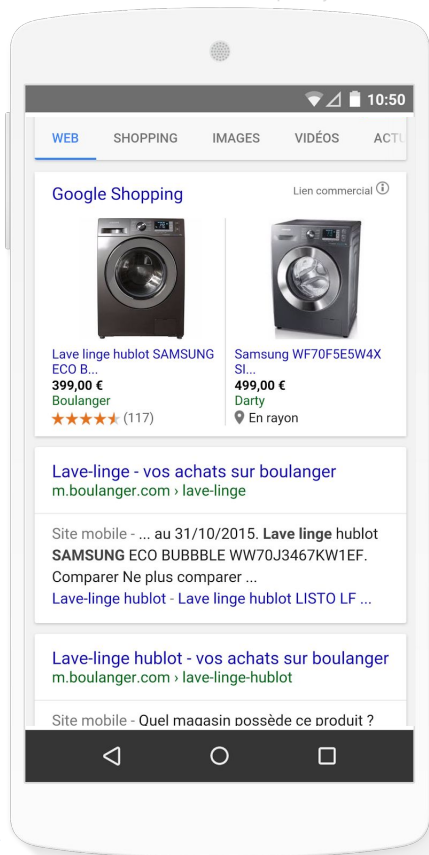 10:50
WEB SHOPPING IMAGES VIDÉOS ACTU
Google Shopping Lien commercial
Lave linge hublot SAMSUNG
ECO B...
399,00 €
Boulanger
(117)
Samsung WF70F5E5W4X
SI...
499,00 €
Darty
En rayon
Lave-linge - vos achats sur boulanger
m.boulanger.com › lave-linge
Site mobile - ... au 31/10/2015. Lave linge hublot
SAMSUNG ECO BUBBBLE WW70J3467KW1EF.
Comparer Ne plus comparer ...
Lave-linge hublot - Lave linge hublot LISTO LF ...
Lave-linge hublot - vos achats sur boulanger
m.boulanger.com › lave-linge-hublot
Site mobile - Quel magasin possède ce produit ?